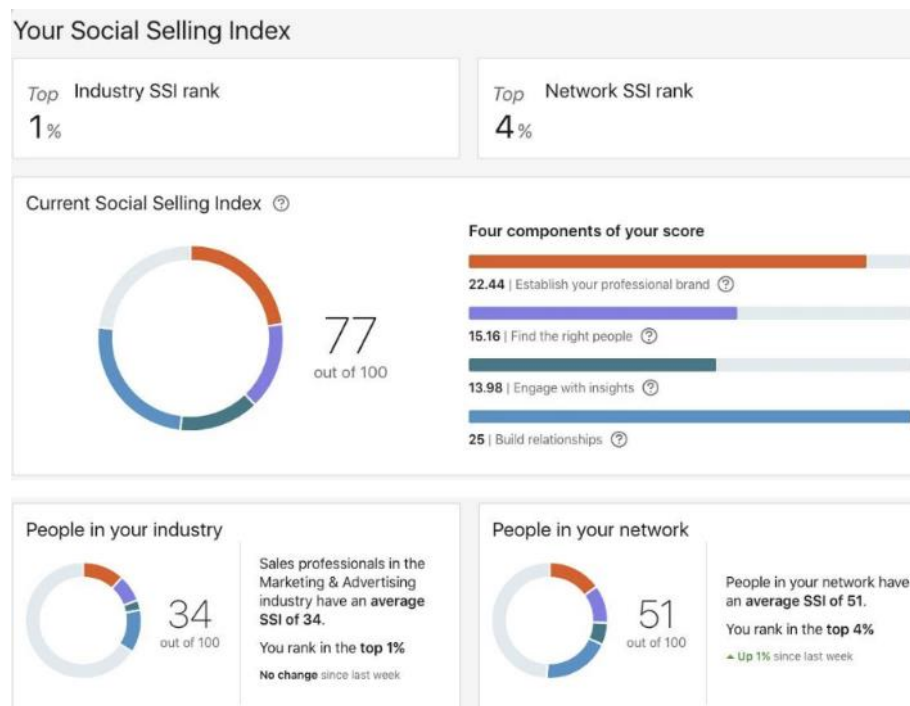 Your Social Selling Index
Top Industry SSI rank
1%
Top Network SSI rank
4%
Current Social Selling Index ?
77
out of 100
Four components of your score
22.44 | Establish your professional brand ?
15.16 | Find the right people ?
13.98 | Engage with insights ?
25 | Build relationships ?
People in your industry
34
out of 100
Sales professionals in the
Marketing & Advertising
industry have an average
SSI of 34.
You rank in the top 1%
No change since last week
People in your network
51
out of 100
People in your network have
an average SSI of 51.
You rank in the top 4%
Up 1% since last week